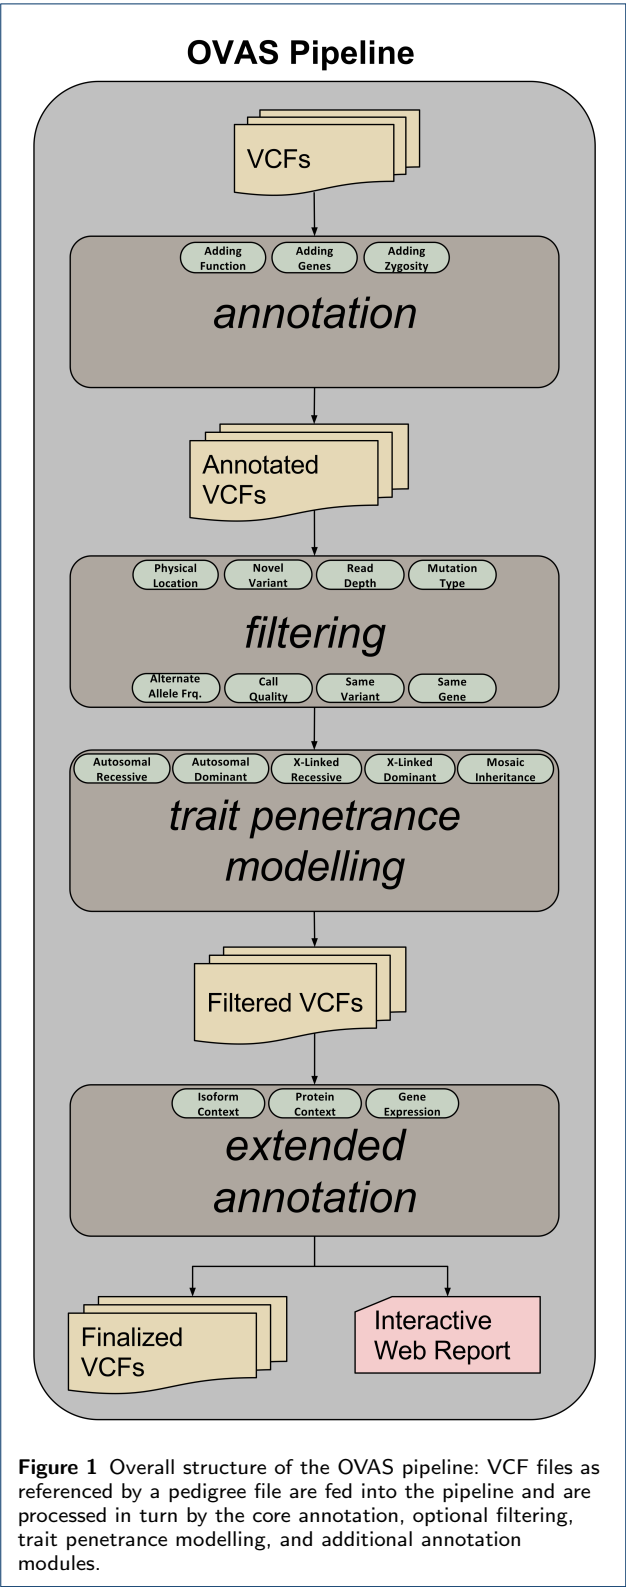 OVAS Pipeline
VCFs
Adding Function
Adding Genes
Adding Zygosity
annotation
Annotated
VCFs
Physical Location
Novel Variant
Read Depth
Mutation Type
filtering
Alternate Allele Frq.
Call Quality
Same Variant
Same Gene
Autosomal Recessive
Autosomal Dominant
X-Linked Recessive
X-Linked Dominant
Mosaic Inheritance
trait penetrance
modelling
Filtered VCFs
Isoform Context
Protein Context
Gene Expression
extended
annotation
Finalized
VCFs
Interactive
Web Report
Figure 1 Overall structure of the OVAS pipeline: VCF files as
referenced by a pedigree file are fed into the pipeline and are
processed in turn by the core annotation, optional filtering,
trait penetrance modelling, and additional annotation
modules.